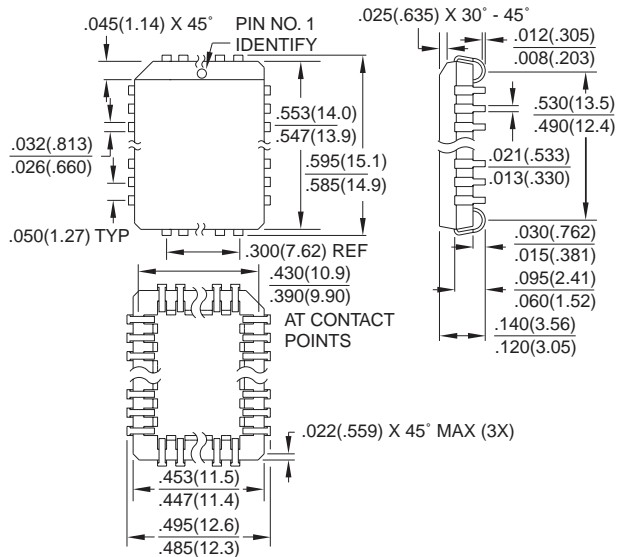 .045(1.14) X 45°
PIN NO. 1
IDENTIFY
.025(.635) X 30° - 45°
.012(.305)
.008(.203)
.553(14.0)
.547(13.9)
.530(13.5)
.490(12.4)
.032(.813)
.026(.660)
.595(15.1)
.585(14.9)
.021(.533)
.013(.330)
.050(1.27) TYP
.300(7.62) REF
.030(.762)
.015(.381)
.430(10.9)
.390(9.90)
AT CONTACT
POINTS
.095(2.41)
.060(1.52)
.140(3.56)
.120(3.05)
.022(.559) X 45° MAX (3X)
.453(11.5)
.447(11.4)
.495(12.6)
.485(12.3)